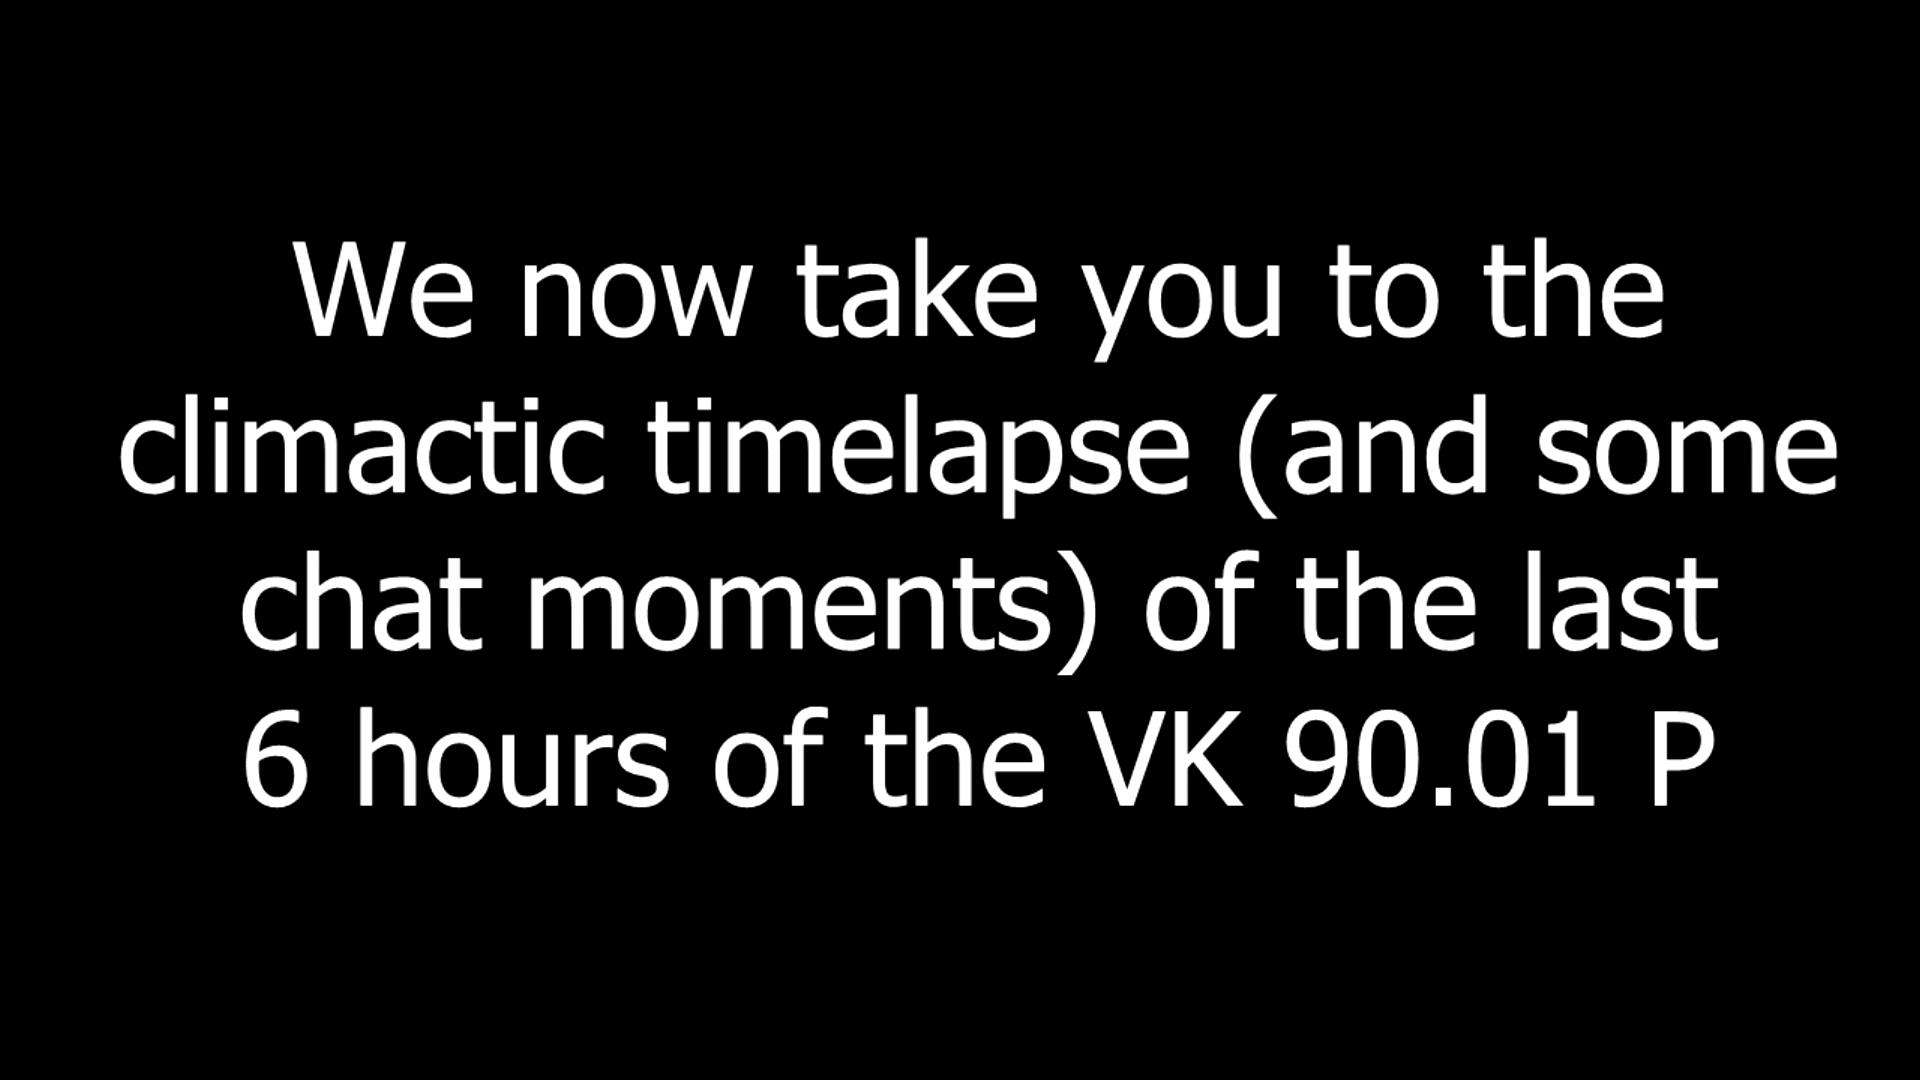 We now take you to the
climactic timelapse (and some
chat moments) of the last
6 hours of the VK 90.01 P